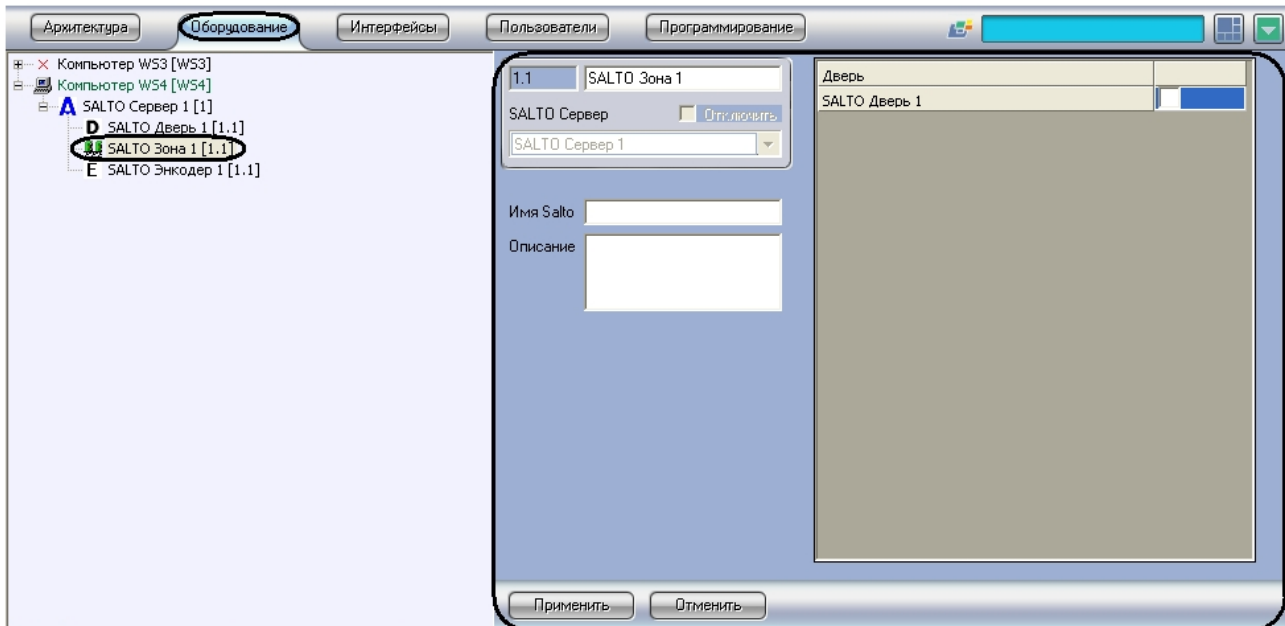 Архитектура Оборудование Интерфейсы Пользователи Программирование
Компьютер WS3 [WS3]
Компьютер WS4 [WS4]
A SALTO Сервер 1 [1]
D SALTO Дверь 1 [1.1]
SALTO Зона 1 [1.1]
E SALTO Энкодер 1 [1.1]
1.1 SALTO Зона 1
SALTO Сервер Отключить
SALTO Сервер 1
Имя Salto
Описание
Дверь
SALTO Дверь 1
Применить Отменить